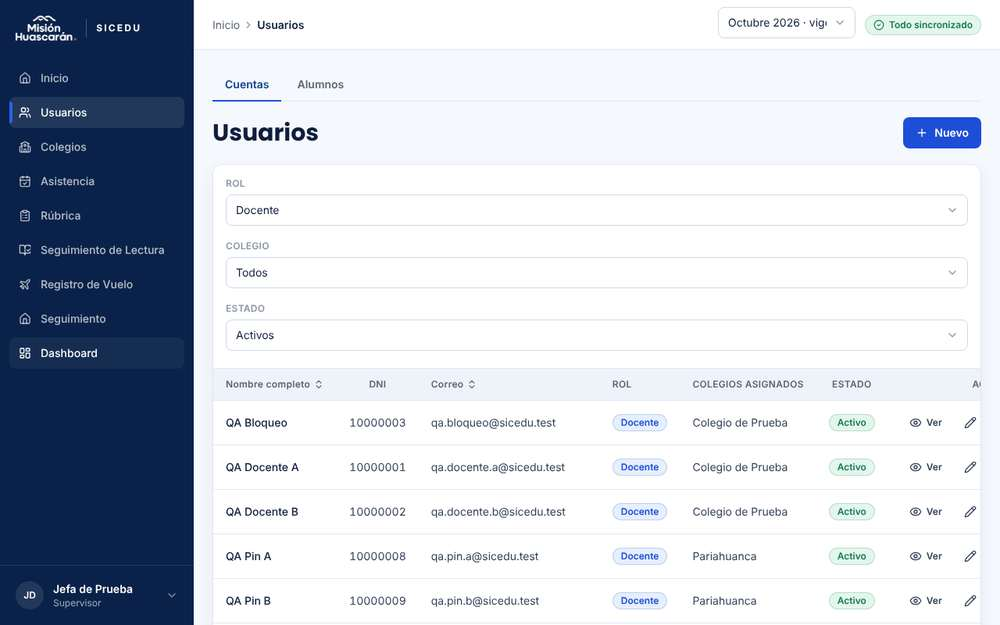 Misión
Huascarán.
SICEDU
Inicio
Usuarios
Colegios
Asistencia
Rúbrica
Seguimiento de Lectura
Registro de Vuelo
Seguimiento
Dashboard
JD
Jefa de Prueba
Supervisor
Inicio > Usuarios
Octubre 2026 · vig
Todo sincronizado
Cuentas Alumnos
Usuarios
+ Nuevo
ROL
Docente
COLEGIO
Todos
ESTADO
Activos
Nombre completo DNI Correo ROL COLEGIOS ASIGNADOS ESTADO
QA Bloqueo 10000003 qa.bloqueo@sicedu.test Docente Colegio de Prueba Activo Ver
QA Docente A 10000001 qa.docente.a@sicedu.test Docente Colegio de Prueba Activo Ver
QA Docente B 10000002 qa.docente.b@sicedu.test Docente Colegio de Prueba Activo Ver
QA Pin A 10000008 qa.pin.a@sicedu.test Docente Pariahuanca Activo Ver
QA Pin B 10000009 qa.pin.b@sicedu.test Docente Pariahuanca Activo Ver